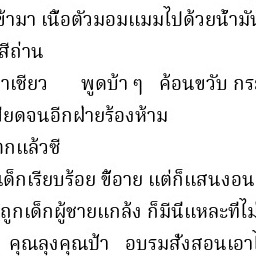 ข้ามา เนื้อตัวมอมแมมไปด้วยน้ำมัน
สีถ่าน
าเชียว พูดบ้า ๆ ค้อนขวับ กระ
ียดจนอีกฝ่ายร้องห้าม
ากแล้วซี
เด็กเรียบร้อย ขี้อาย แต่ก็แสนงอน
ถูกเด็กผู้ชายแกล้ง ก็มีนี่แหละที่ไม่
คุณลุงคุณป้า อบรมสั่งสอนเอาไ